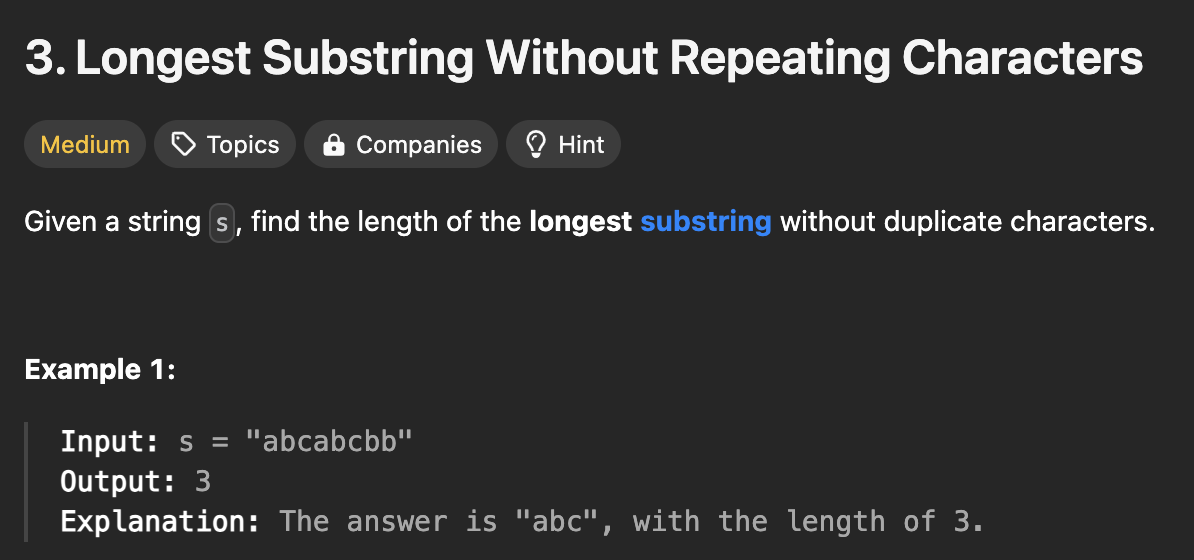 3. Longest Substring Without Repeating Characters
Medium Topics Companies Hint
Given a string s, find the length of the longest substring without duplicate characters.
Example 1:
Input: s = "abcabcbb"
Output: 3
Explanation: The answer is "abc", with the length of 3.